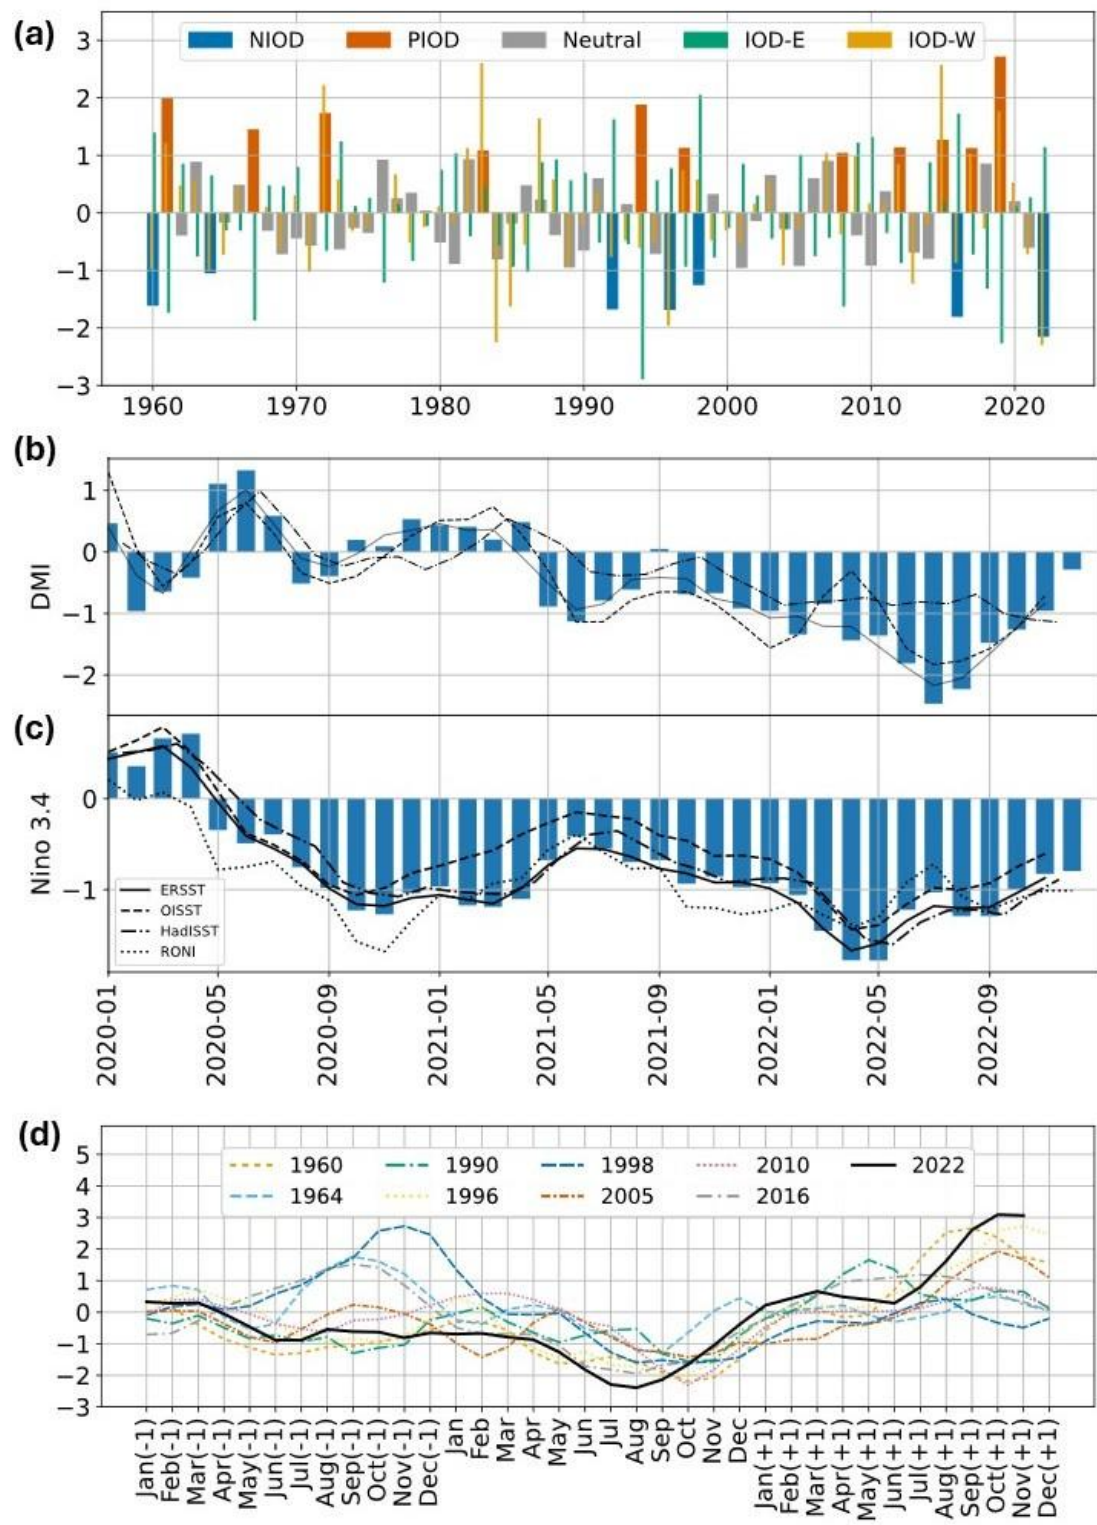 (a)
NIOD PIOD Neutral IOD-E IOD-W
3
2
1
0
−1
−2
−3
1960 1970 1980 1990 2000 2010 2020
(b)
DMI
1
0
−1
−2
(c)
Nino 3.4
0
−1
ERSST
OISST
HadISST
RONI
2020-01 2020-05 2020-09 2021-01 2021-05 2021-09 2022-01 2022-05 2022-09
(d)
1960 1990 1998 2010 2022
1964 1996 2005 2016
5
4
3
2
1
0
−1
−2
−3
Jan(-1) Feb(-1) Mar(-1) Apr(-1) May(-1) Jun(-1) Jul(-1) Aug(-1) Sep(-1) Oct(-1) Nov(-1) Dec(-1) Jan Feb Mar Apr May Jun Jul Aug Sep Oct Nov Dec Jan(+1) Feb(+1) Mar(+1) Apr(+1) May(+1) Jun(+1) Jul(+1) Aug(+1) Sep(+1) Oct(+1) Nov(+1) Dec(+1)